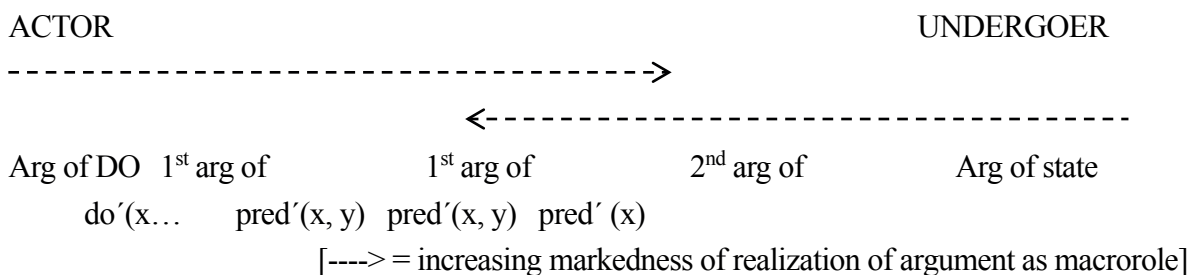 ACTOR UNDERGOER
Arg of DO 1st arg of 1st arg of 2nd arg of Arg of state
do´(x… pred´(x, y) pred´(x, y) pred´ (x)
[----> = increasing markedness of realization of argument as macrorole]